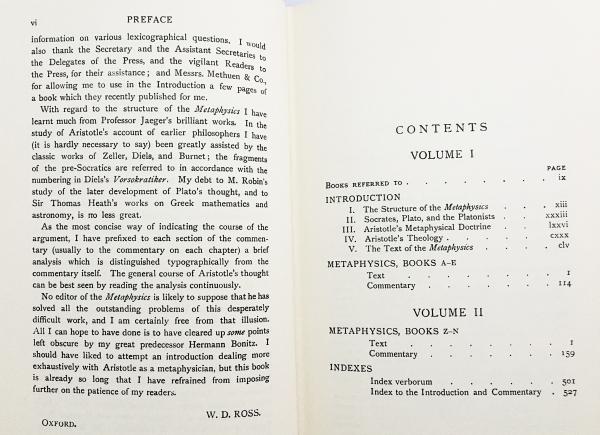 vi
PREFACE
information on various lexicographical questions. I would
also thank the Secretary and the Assistant Secretaries to
the Delegates of the Press, and the vigilant Readers to
the Press, for their assistance; and Messrs. Methuen & Co.,
for allowing me to use in the Introduction a few pages of
a book which they recently published for me.
With regard to the structure of the Metaphysics I have
learnt much from Professor Jaeger's brilliant works. In the
study of Aristotle's account of earlier philosophers I have
(it is hardly necessary to say) been greatly assisted by the
classic works of Zeller, Diels, and Burnet; the fragments
of the pre-Socratics are referred to in accordance with the
numbering in Diels's Vorsokratiker. My debt to M. Robin's
study of the later development of Plato's thought, and to
Sir Thomas Heath's works on Greek mathematics and
astronomy, is no less great.
As the most convenient way of indicating the course of the
argument, I have prefixed to each section of the commen-
tary (usually to the commentary on each chapter) a brief
analysis which is distinguished typographically from the
commentary itself. The general course of Aristotle's thought
can be best seen by reading the analysis continuously.
No editor of the Metaphysics is likely to suppose that he has
solved all the outstanding problems of this desperately
difficult work, and I am certainly free from that illusion.
All I can hope to have done is to have cleared up some points
left obscure by my great predecessor Hermann Bonitz. I
should have liked to attempt an introduction dealing more
exhaustively with Aristotle as a metaphysician, but this book
is already so long that I have refrained from imposing
further on the patience of my readers.
W. D. ROSS.
OXFORD.
CONTENTS
VOLUME I
PAGE
BOOKS REFERRED TO . . . . . . . ix
INTRODUCTION
I. The Structure of the Metaphysics . . . xiii
II. Socrates, Plato, and the Platonists . . xxxiii
III. Aristotle's Metaphysical Doctrine . . lxxvi
IV. Aristotle's Theology . . . . . cxxx
V. The Text of the Metaphysics . . . . clv
METAPHYSICS, BOOKS Α-Ε
Text . . . . . . . 1
Commentary . . . . . . 114
VOLUME II
METAPHYSICS, BOOKS Ζ-Ν
Text . . . . . . . 1
Commentary . . . . . . 159
INDEXES
Index verborum . . . . . 501
Index to the Introduction and Commentary . 527